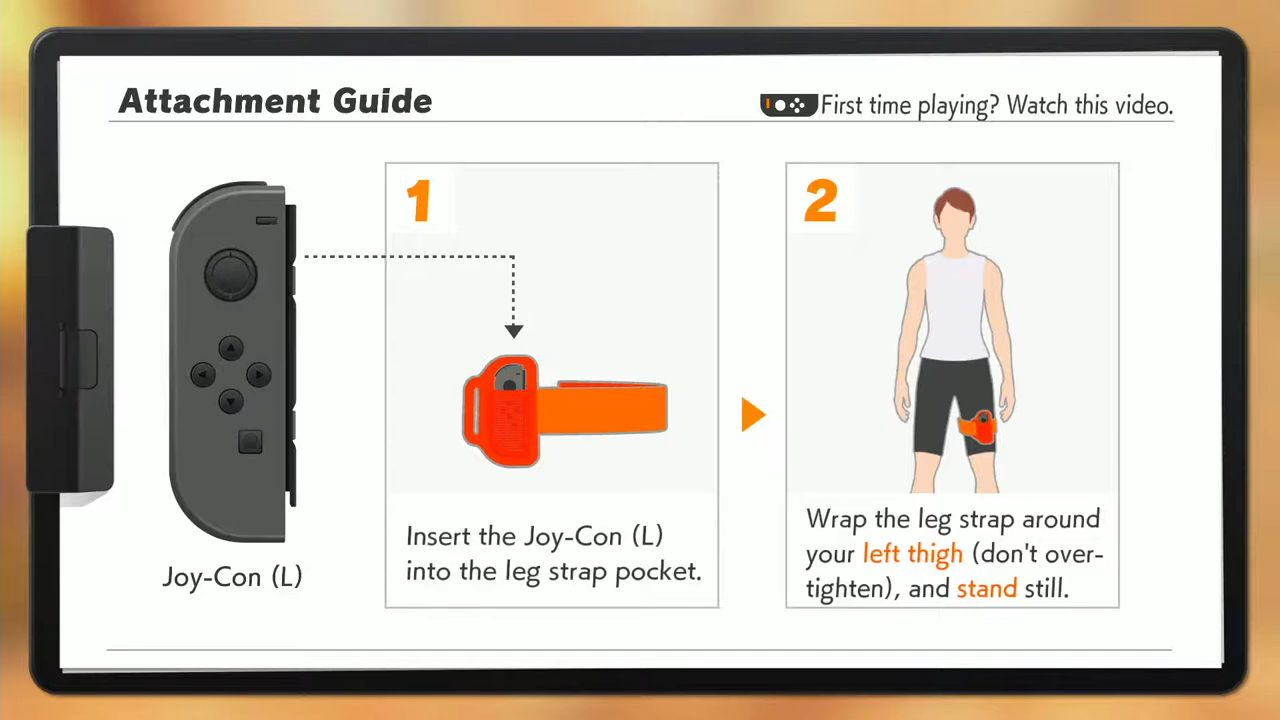 Attachment Guide
First time playing? Watch this video.
Joy-Con (L)
1
Insert the Joy-Con (L)
into the leg strap pocket.
2
Wrap the leg strap around
your left thigh (don't over-
tighten), and stand still.